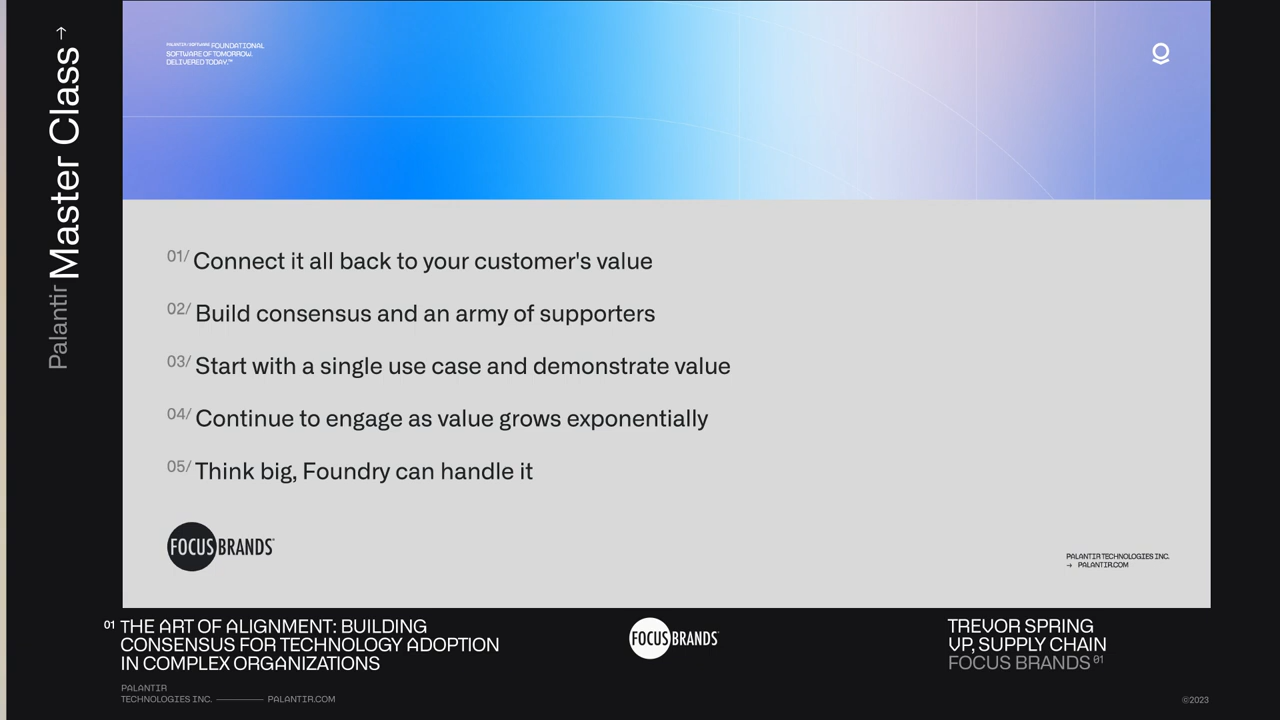 Palantir Master Class →
PALANTIR / SOFTWARE FOUNDATIONAL
SOFTWARE OF TOMORROW.
DELIVERED TODAY.™
01/ Connect it all back to your customer's value
02/ Build consensus and an army of supporters
03/ Start with a single use case and demonstrate value
04/ Continue to engage as value grows exponentially
05/ Think big, Foundry can handle it
FOCUS BRANDS
PALANTIR TECHNOLOGIES INC.
→ PALANTIR.COM
01 THE ART OF ALIGNMENT: BUILDING
CONSENSUS FOR TECHNOLOGY ADOPTION
IN COMPLEX ORGANIZATIONS
PALANTIR
TECHNOLOGIES INC. ——— PALANTIR.COM
FOCUS BRANDS
TREVOR SPRING
VP, SUPPLY CHAIN
FOCUS BRANDS 01
©2023